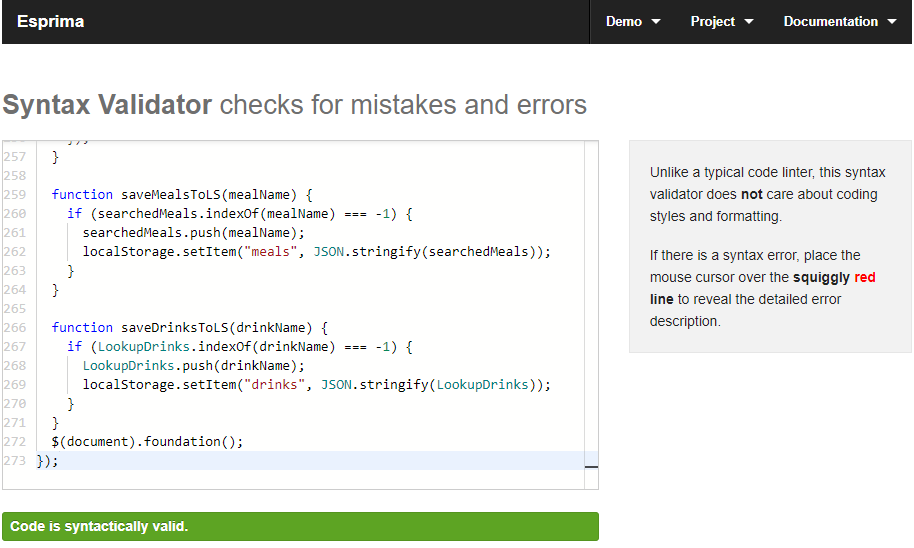 Esprima
Demo
Project
Documentation
Syntax Validator checks for mistakes and errors
257 }
258
259 function saveMealsToLS(mealName) {
260 if (searchedMeals.indexOf(mealName) === -1) {
261 searchedMeals.push(mealName);
262 localStorage.setItem("meals", JSON.stringify(searchedMeals));
263 }
264 }
265
266 function saveDrinksToLS(drinkName) {
267 if (LookupDrinks.indexOf(drinkName) === -1) {
268 LookupDrinks.push(drinkName);
269 localStorage.setItem("drinks", JSON.stringify(LookupDrinks));
270 }
271 }
272 $(document).foundation();
273 });
Unlike a typical code linter, this syntax
validator does not care about coding
styles and formatting.
If there is a syntax error, place the
mouse cursor over the squiggly red
line to reveal the detailed error
description.
Code is syntactically valid.